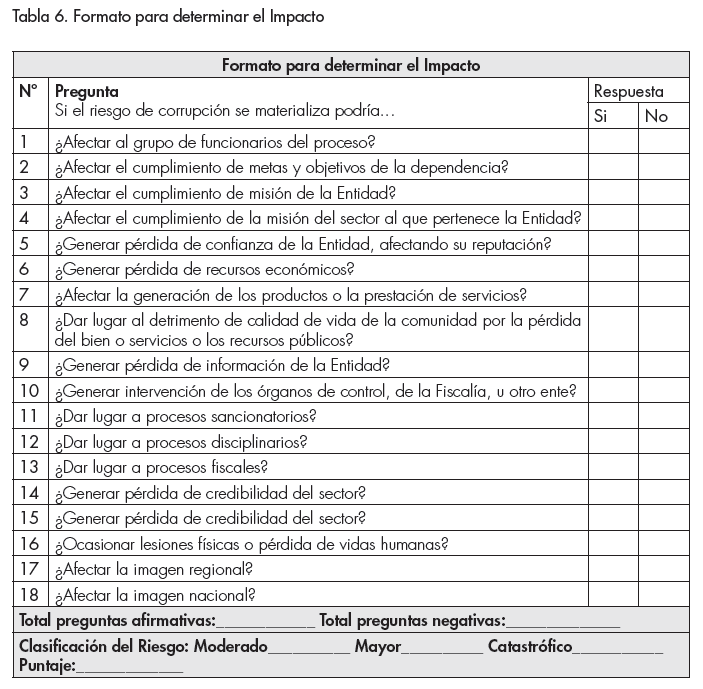 Tabla 6. Formato para determinar el Impacto
Formato para determinar el Impacto
Nº Pregunta Respuesta
Si el riesgo de corrupción se materializa podría... Si No
1 ¿Afectar al grupo de funcionarios del proceso?
2 ¿Afectar el cumplimiento de metas y objetivos de la dependencia?
3 ¿Afectar el cumplimiento de misión de la Entidad?
4 ¿Afectar el cumplimiento de la misión del sector al que pertenece la Entidad?
5 ¿Generar pérdida de confianza de la Entidad, afectando su reputación?
6 ¿Generar pérdida de recursos económicos?
7 ¿Afectar la generación de los productos o la prestación de servicios?
8 ¿Dar lugar al detrimento de calidad de vida de la comunidad por la pérdida
del bien o servicios o los recursos públicos?
9 ¿Generar pérdida de información de la Entidad?
10 ¿Generar intervención de los órganos de control, de la Fiscalía, u otro ente?
11 ¿Dar lugar a procesos sancionatorios?
12 ¿Dar lugar a procesos disciplinarios?
13 ¿Dar lugar a procesos fiscales?
14 ¿Generar pérdida de credibilidad del sector?
15 ¿Generar pérdida de credibilidad del sector?
16 ¿Ocasionar lesiones físicas o pérdida de vidas humanas?
17 ¿Afectar la imagen regional?
18 ¿Afectar la imagen nacional?
Total preguntas afirmativas:____________ Total preguntas negativas:______________
Clasificación del Riesgo: Moderado__________ Mayor__________ Catastrófico___________
Puntaje:_____________